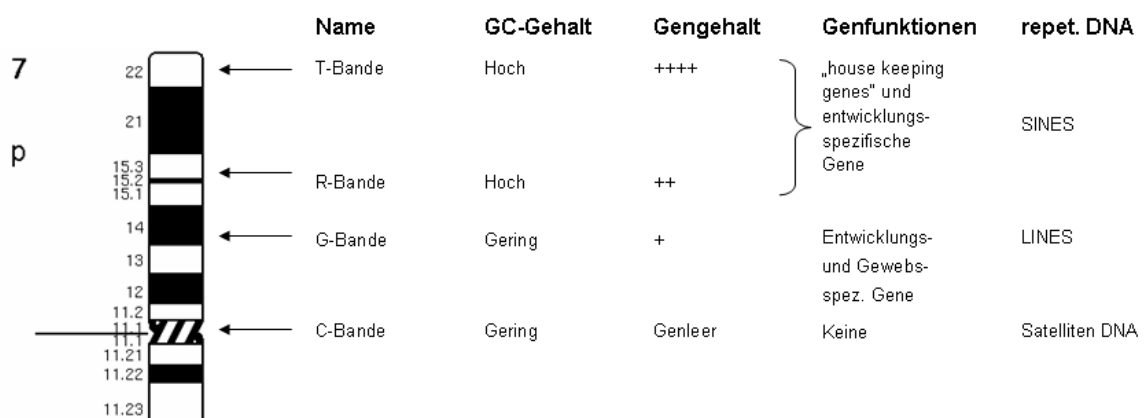 Name GC-Gehalt Gengehalt Genfunktionen repet. DNA
7
p
22
21
15.3
15.2
15.1
14
13
12
11.2
11.1
11.1
11.21
11.22
11.23
T-Bande Hoch ++++
„house keeping
genes" und
entwicklungs-
spezifische
Gene
SINES
R-Bande Hoch ++
G-Bande Gering +
Entwicklungs-
und Gewebs-
spez. Gene
LINES
C-Bande Gering Genleer Keine Satelliten DNA